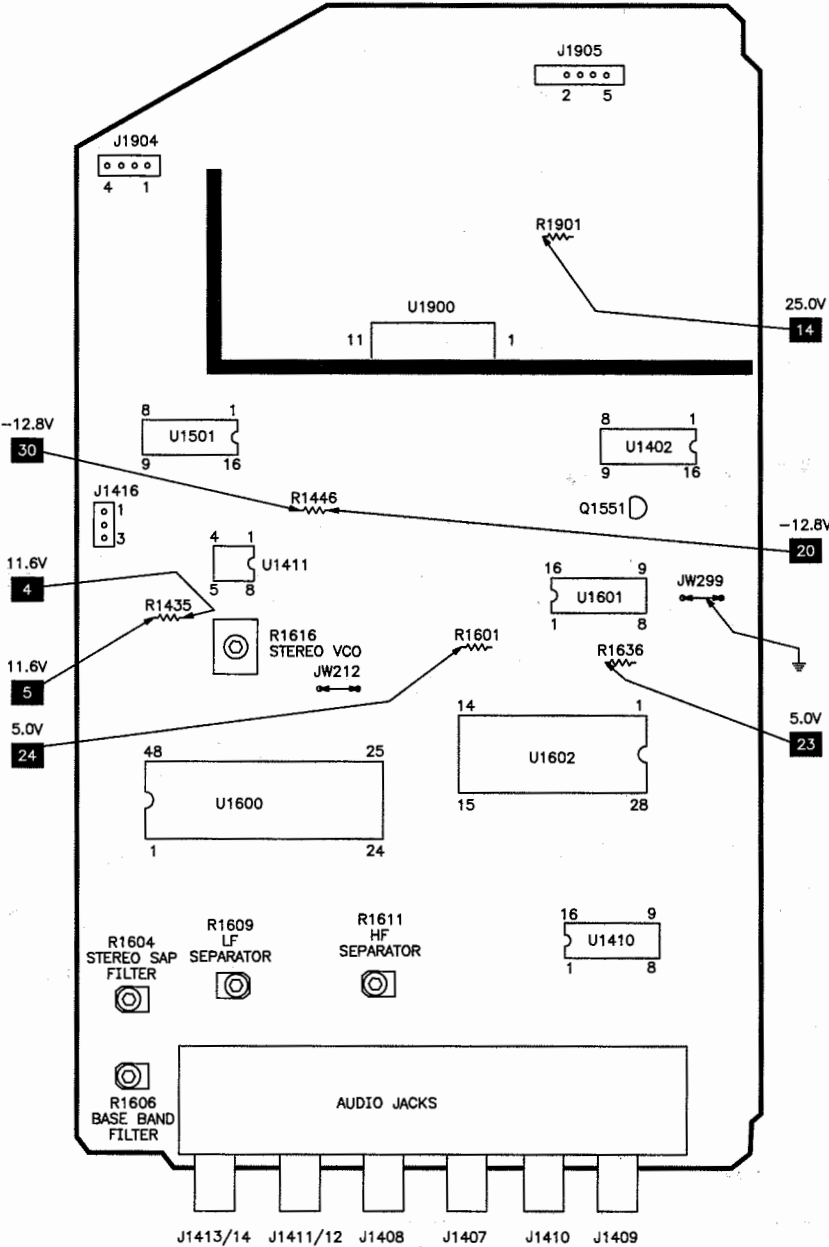 J1905
2 5
J1904
4 1
R1901
25.0V
14
U1900
11 1
-12.8V
30
8 1
U1501
9 16
8 1
U1402
9 16
J1416
1
3
R1446
Q1551
-12.8V
20
4 1
U1411
5 8
11.6V
4
16 9
U1601
1 8
JW299
R1435
R1616
STEREO VCO
R1601
R1636
JW212
11.6V
5
5.0V
24
5.0V
23
14 1
U1602
15 28
48 25
U1600
1 24
R1604
STEREO SAP
FILTER
R1609
LF
SEPARATOR
R1611
HF
SEPARATOR
16 9
U1410
1 8
R1606
BASE BAND
FILTER
AUDIO JACKS
J1413/14 J1411/12 J1408 J1407 J1410 J1409